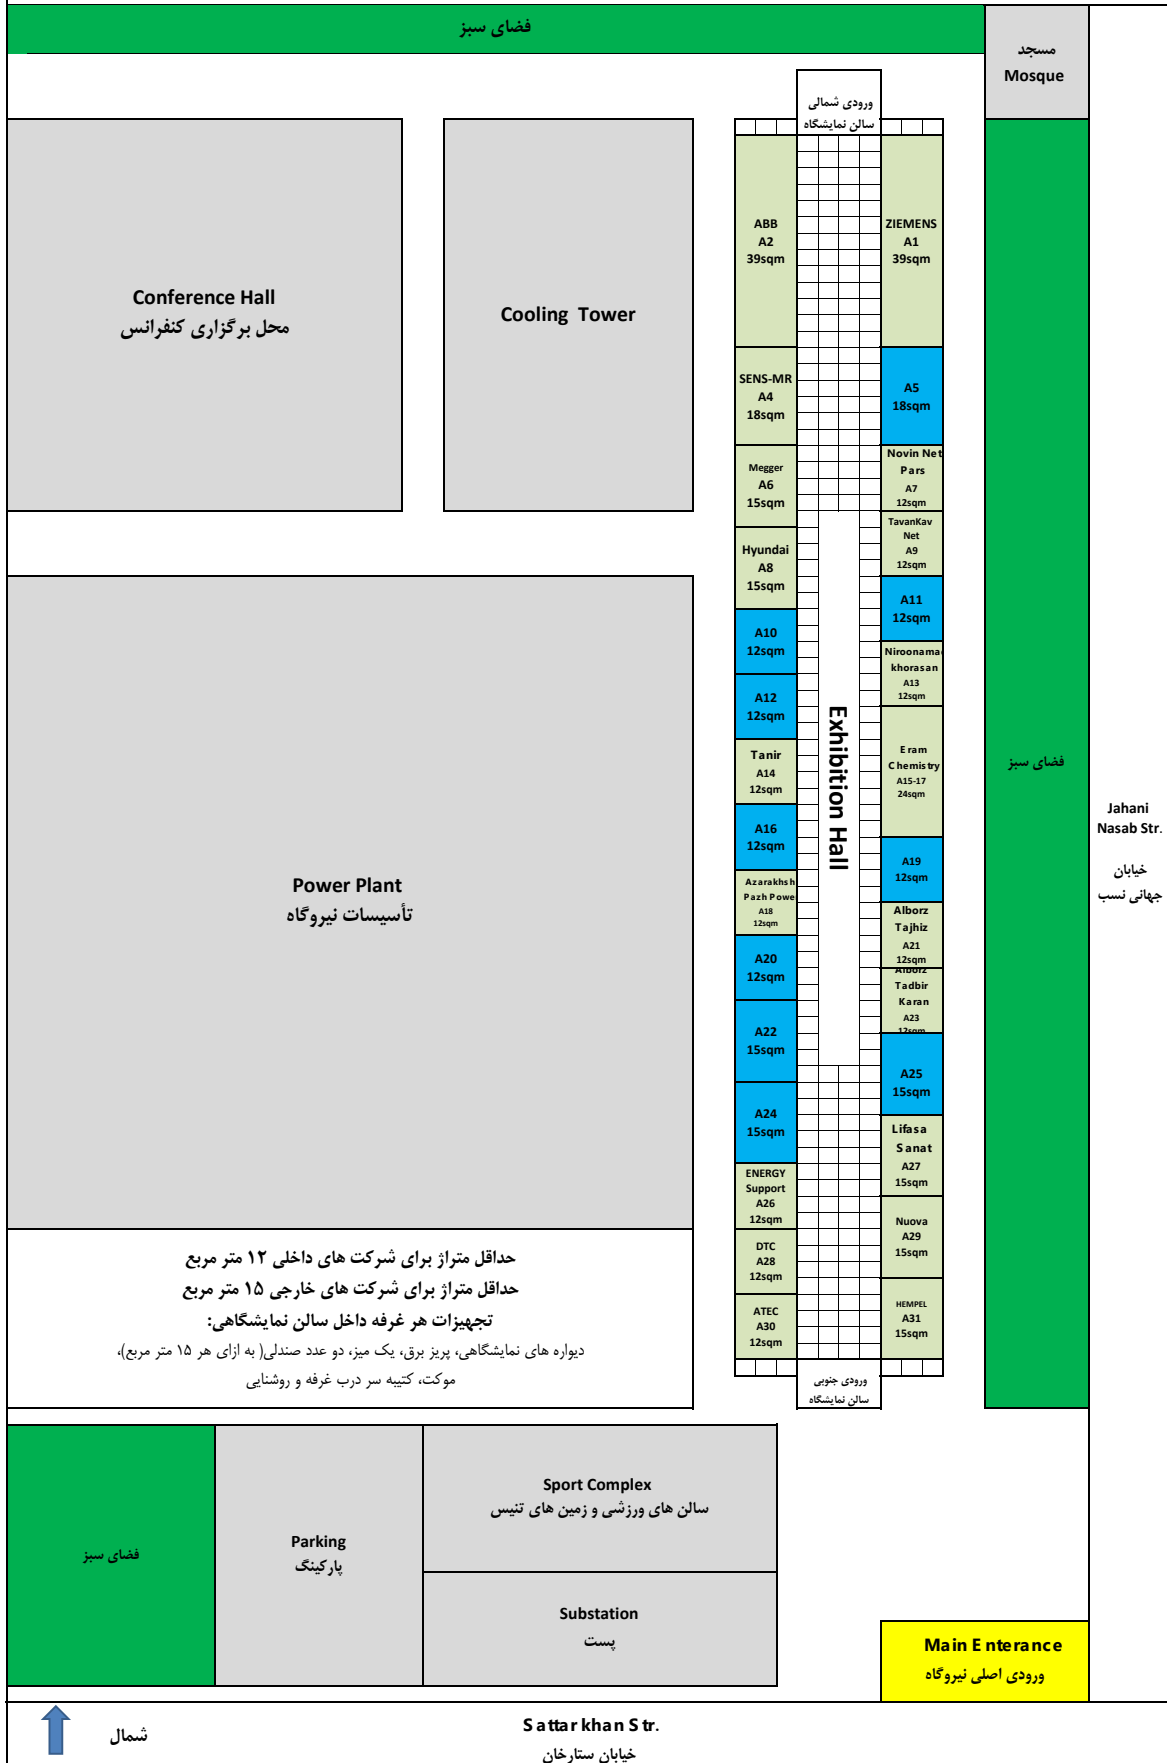 فضای سبز
مسجد
Mosque
ورودی شمالی
سالن نمایشگاه
Conference Hall
محل برگزاری کنفرانس
Cooling Tower
ABB
A2
39sqm
SENS-MR
A4
18sqm
Megger
A6
15sqm
Hyundai
A8
15sqm
A10
12sqm
A12
12sqm
Tanir
A14
12sqm
A16
12sqm
Azarakhsh
Pazh Powe
A18
12sqm
A20
12sqm
A22
15sqm
A24
15sqm
ENERGY
Support
A26
12sqm
DTC
A28
12sqm
ATEC
A30
12sqm
Exhibition Hall
ZIEMENS
A1
39sqm
A5
18sqm
Novin Net
Pars
A7
12sqm
TavanKav
Net
A9
12sqm
A11
12sqm
Niroonama
khorasan
A13
12sqm
Eram
Chemistry
A15-17
24sqm
A19
12sqm
Alborz
Tajhiz
A21
12sqm
Alborz
Tadbir
Karan
A23
12sqm
A25
15sqm
Lifasa
Sanat
A27
15sqm
Nuova
A29
15sqm
HEMPEL
A31
15sqm
ورودی جنوبی
سالن نمایشگاه
فضای سبز
Jahani
Nasab Str.
خیابان
جهانی نسب
Power Plant
تأسیسات نیروگاه
حداقل متراژ برای شرکت های داخلی ۱۲ متر مربع
حداقل متراژ برای شرکت های خارجی ۱۵ متر مربع
تجهیزات هر غرفه داخل سالن نمایشگاهی:
دیواره های نمایشگاهی، پریز برق، یک میز، دو عدد صندلی( به ازای هر ۱۵ متر مربع)،
موکت، کتیبه سر درب غرفه و روشنایی
فضای سبز
Parking
پارکینگ
Sport Complex
سالن های ورزشی و زمین های تنیس
Substation
پست
Main Enterance
ورودی اصلی نیروگاه
شمال
Sattar khan Str.
خیابان ستارخان